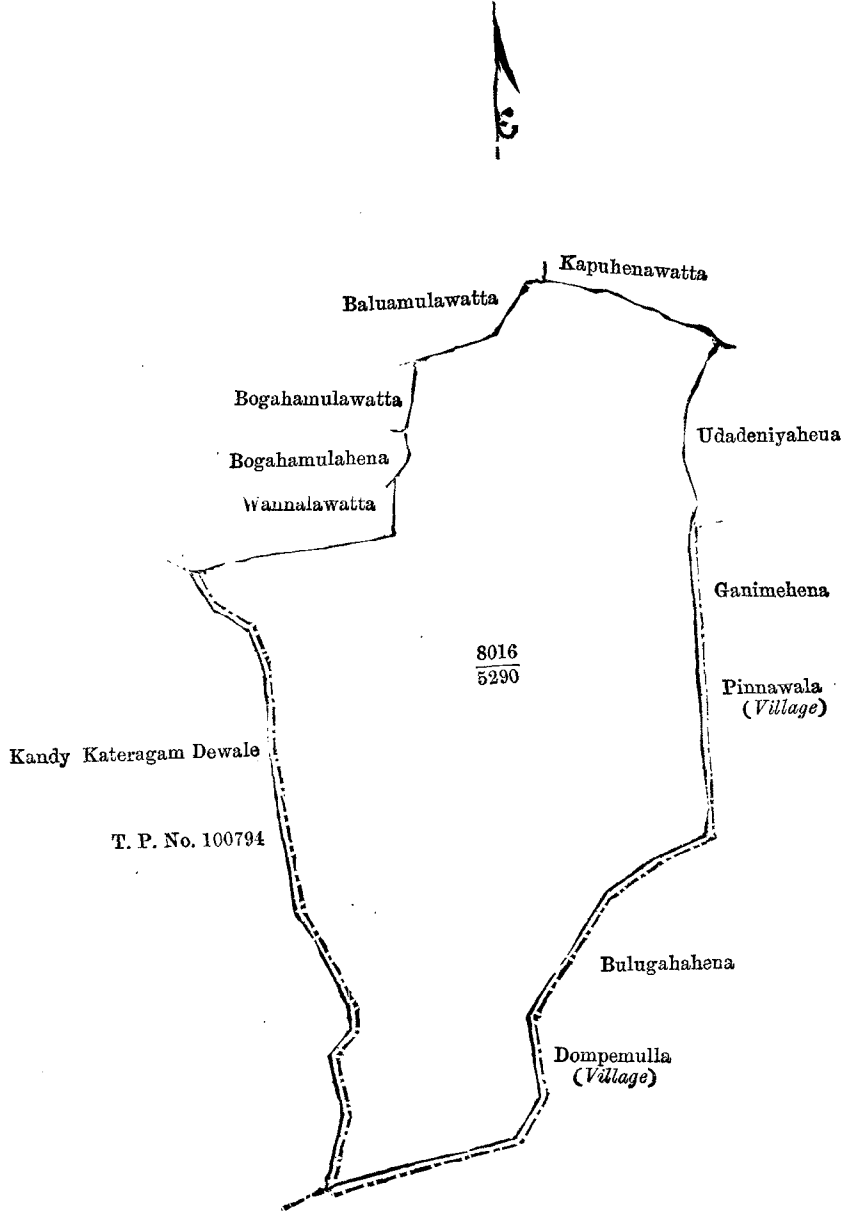 Kapuhenawatta
Baluamulawatta
Bogahamulawatta
Udadeniyahena
Bogahamulahena
Wannalawatta
Ganimehena
8016
5290
Pinnawala
(Village)
Kandy Kateragam Dewale
T. P. No. 100794
Bulugahahena
Dompemulla
(Village)